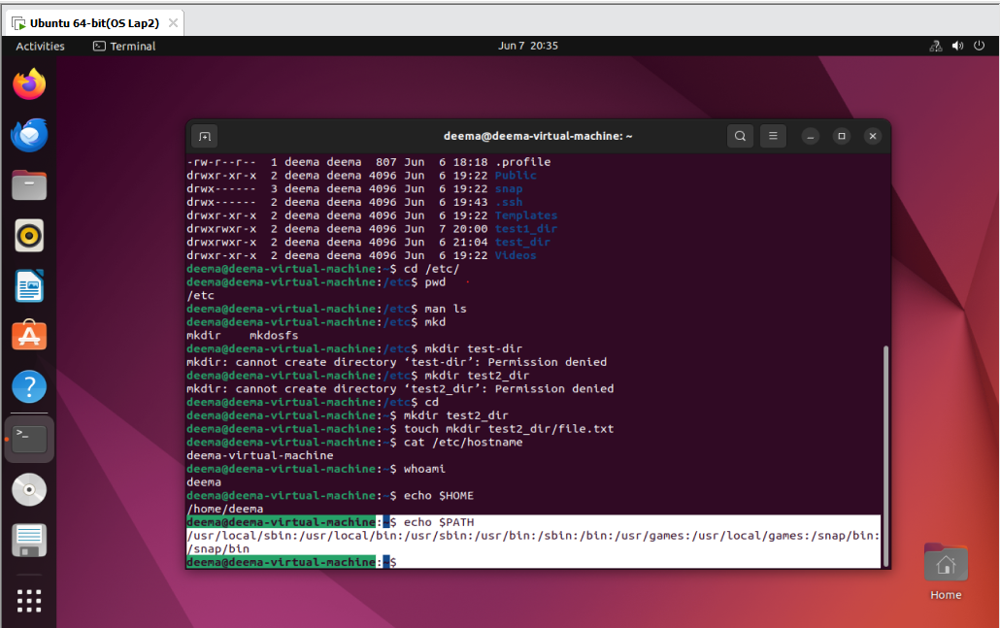 Ubuntu 64-bit(OS Lap2)
Activities
Terminal
Jun 7 20:35
deema@deema-virtual-machine: ~
-rw-r--r--  1 deema deema  807 Jun  6 18:18 .profile
drwxr-xr-x  2 deema deema 4096 Jun  6 19:22 Public
drwx------  3 deema deema 4096 Jun  6 19:22 snap
drwx------  2 deema deema 4096 Jun  6 19:43 .ssh
drwxr-xr-x  2 deema deema 4096 Jun  6 19:22 Templates
drwxrwxr-x  2 deema deema 4096 Jun  7 20:00 test1_dir
drwxrwxr-x  2 deema deema 4096 Jun  6 21:04 test_dir
drwxr-xr-x  2 deema deema 4096 Jun  6 19:22 Videos
deema@deema-virtual-machine:~$ cd /etc/
deema@deema-virtual-machine:/etc$ pwd
/etc
deema@deema-virtual-machine:/etc$ man ls
deema@deema-virtual-machine:/etc$ mkd
mkdir    mkdosfs
deema@deema-virtual-machine:/etc$ mkdir test-dir
mkdir: cannot create directory ‘test-dir’: Permission denied
deema@deema-virtual-machine:/etc$ mkdir test2_dir
mkdir: cannot create directory ‘test2_dir’: Permission denied
deema@deema-virtual-machine:/etc$ cd
deema@deema-virtual-machine:~$ mkdir test2_dir
deema@deema-virtual-machine:~$ touch mkdir test2_dir/file.txt
deema@deema-virtual-machine:~$ cat /etc/hostname
deema-virtual-machine
deema@deema-virtual-machine:~$ whoami
deema
deema@deema-virtual-machine:~$ echo $HOME
/home/deema
deema@deema-virtual-machine:~$ echo $PATH
/usr/local/sbin:/usr/local/bin:/usr/sbin:/usr/bin:/sbin:/bin:/usr/games:/usr/local/games:/snap/bin:
/snap/bin
deema@deema-virtual-machine:~$
Home